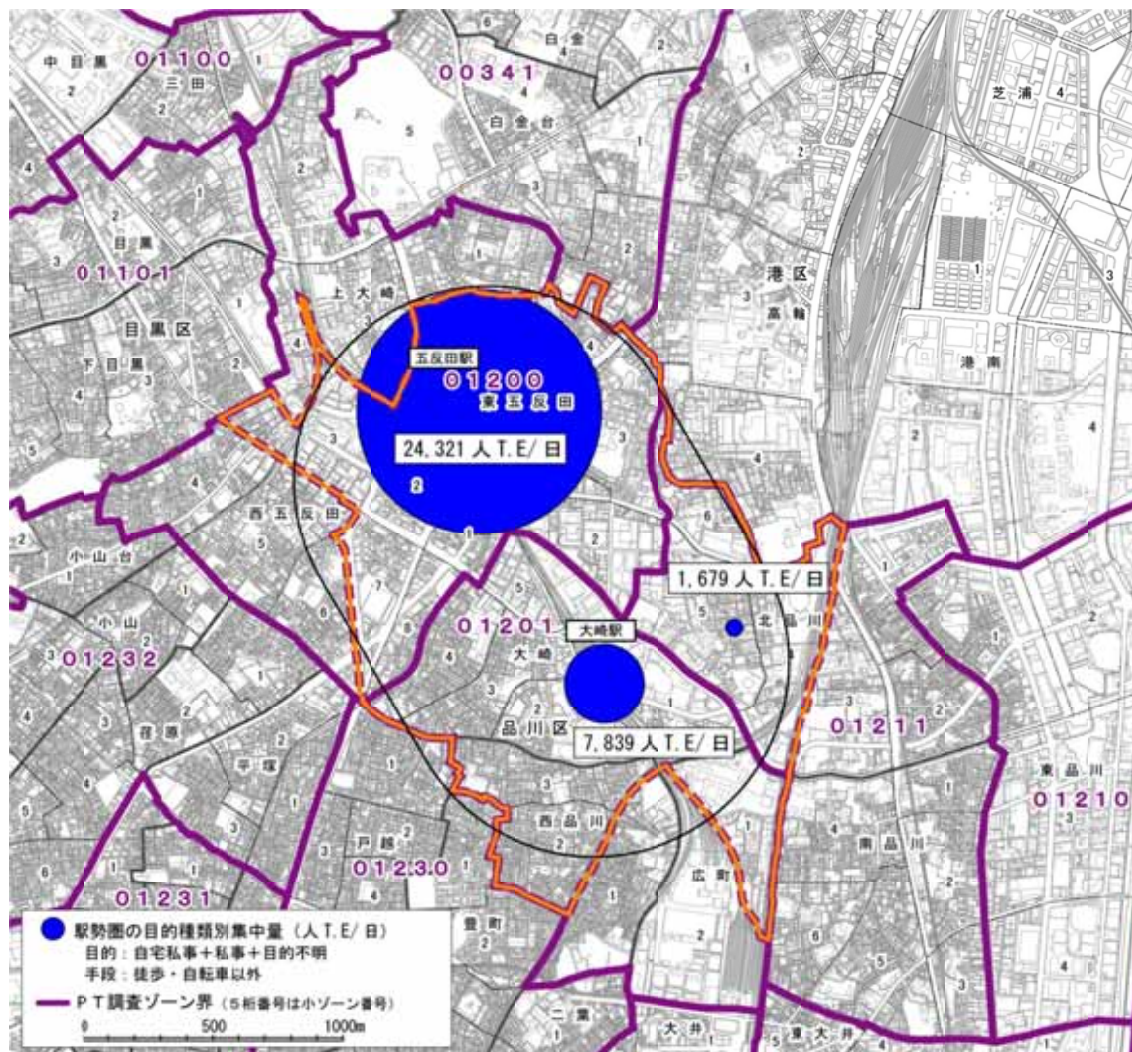 白金
中目黒
01100
三田
00341
芝浦
白金台
目黒
01101
港区
高輪
上大崎
目黒区
下目黒
五反田駅
港南
01200
東五反田
24,321 人 T.E/日
西五反田
小山台
1,679 人 T.E/日
小山
01201
大崎駅
北品川
01232
大崎
荏原
品川区
7,839 人 T.E/日
01211
平塚
東品川
01210
戸越
西品川
南品川
01230
広町
01231
豊町
二葉
大井
東大井
駅勢圏の目的種類別集中量（人T.E/日）
目的：自宅私事＋私事＋目的不明
手段：徒歩・自転車以外
PT調査ゾーン界（5桁番号は小ゾーン番号）
0 500 1000m